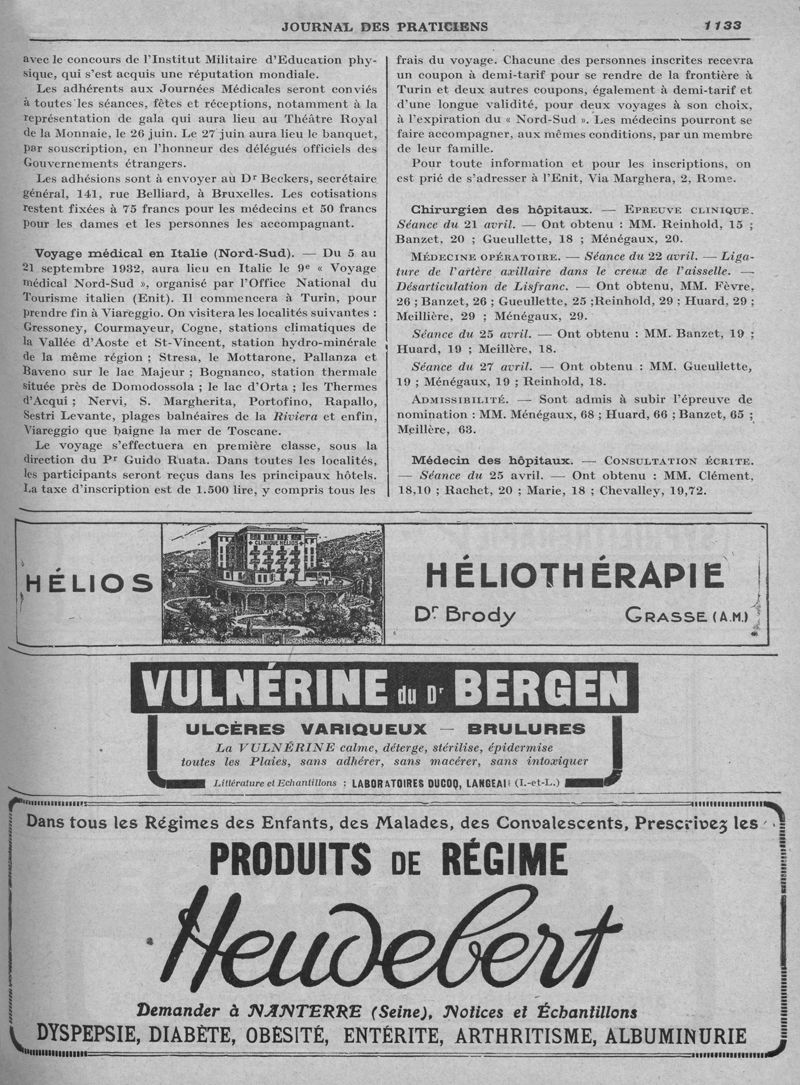 JOURNAL DES PRATICIENS 1133
avec le concours de l'Institut Militaire d'Education phy-
sique, qui s'est acquis une réputation mondiale.
Les adhérents aux Journées Médicales seront conviés
à toutes les séances, fêtes et réceptions, notamment à la
représentation de gala qui aura lieu au Théâtre Royal
de la Monnaie, le 26 juin. Le 27 juin aura lieu le banquet,
par souscription, en l'honneur des délégués officiels des
Gouvernements étrangers.
Les adhésions sont à envoyer au Dr Beckers, secrétaire
général, 141, rue Belliard, à Bruxelles. Les cotisations
restent fixées à 75 francs pour les médecins et 50 francs
pour les dames et les personnes les accompagnant.
Voyage médical en Italie (Nord-Sud). — Du 5 au
21 septembre 1932, aura lieu en Italie le 9e « Voyage
médical Nord-Sud », organisé par l'Office National du
Tourisme italien (Enit). Il commencera à Turin, pour
prendre fin à Viareggio. On visitera les localités suivantes :
Gressoney, Courmayeur, Cogne, stations climatiques de
la Vallée d'Aoste et St-Vincent, station hydro-minérale
de la même région ; Stresa, le Mottarone, Pallanza et
Baveno sur le lac Majeur ; Bognanco, station thermale
située près de Domodossola ; le lac d'Orta ; les Thermes
d'Acqui ; Nervi, S. Margherita, Portofino, Rapallo,
Sestri Levante, plages balnéaires de la Riviera et enfin,
Viareggio que baigne la mer de Toscane.
Le voyage s'effectuera en première classe, sous la
direction du Pr Guido Ruata. Dans toutes les localités,
les participants seront reçus dans les principaux hôtels.
La taxe d'inscription est de 1.500 lire, y compris tous les
frais du voyage. Chacune des personnes inscrites recevra
un coupon à demi-tarif pour se rendre de la frontière à
Turin et deux autres coupons, également à demi-tarif et
d'une longue validité, pour deux voyages à son choix,
à l'expiration du « Nord-Sud ». Les médecins pourront se
faire accompagner, aux mêmes conditions, par un membre
de leur famille.
Pour toute information et pour les inscriptions, on
est prié de s'adresser à l'Enit, Via Marghera, 2, Rome.
Chirurgien des hôpitaux. — EPREUVE CLINIQUE.
Séance du 21 avril. — Ont obtenu : MM. Reinhold, 15 ;
Banzet, 20 ; Gueullette, 18 ; Ménégaux, 20.
MÉDECINE OPÉRATOIRE. — Séance du 22 avril. — Liga-
ture de l'artère axillaire dans le creux de l'aisselle. —
Désarticulation de Lisfranc. — Ont obtenu, MM. Fèvre,
26 ; Banzet, 26 ; Gueullette, 25 ;Reinhold, 29 ; Huard, 29 ;
Meillière, 29 ; Ménégaux, 29.
Séance du 25 avril. — Ont obtenu : MM. Banzet, 19 ;
Huard, 19 ; Meillère, 18.
Séance du 27 avril. — Ont obtenu : MM. Gueullette,
19 ; Ménégaux, 19 ; Reinhold, 18.
ADMISSIBILITÉ. — Sont admis à subir l'épreuve de
nomination : MM. Ménégaux, 68 ; Huard, 66 ; Banzet, 65 ;
Meillère, 63.
Médecin des hôpitaux. — CONSULTATION ÉCRITE.
— Séance du 25 avril. — Ont obtenu : MM. Clément,
18,10 ; Rachet, 20 ; Marie, 18 ; Chevalley, 19,72.
HÉLIOS
CLINIQUE HELIOS
HÉLIOTHÉRAPIE
Dr Brody GRASSE (A.M.)
VULNÉRINE du Dr BERGEN
ULCÈRES VARIQUEUX — BRULURES
La VULNÉRINE calme, déterge, stérilise, épidermise
toutes les Plaies, sans adhérer, sans macérer, sans intoxiquer
Littérature et Echantillons : LABORATOIRES DUCOQ, LANGEAIS (I.-et-L.)
Dans tous les Régimes des Enfants, des Malades, des Convalescents, Prescrivez les
PRODUITS DE RÉGIME
Heudebert
Demander à NANTERRE (Seine), Notices et Échantillons
DYSPEPSIE, DIABÈTE, OBÉSITÉ, ENTÉRITE, ARTHRITISME, ALBUMINURIE